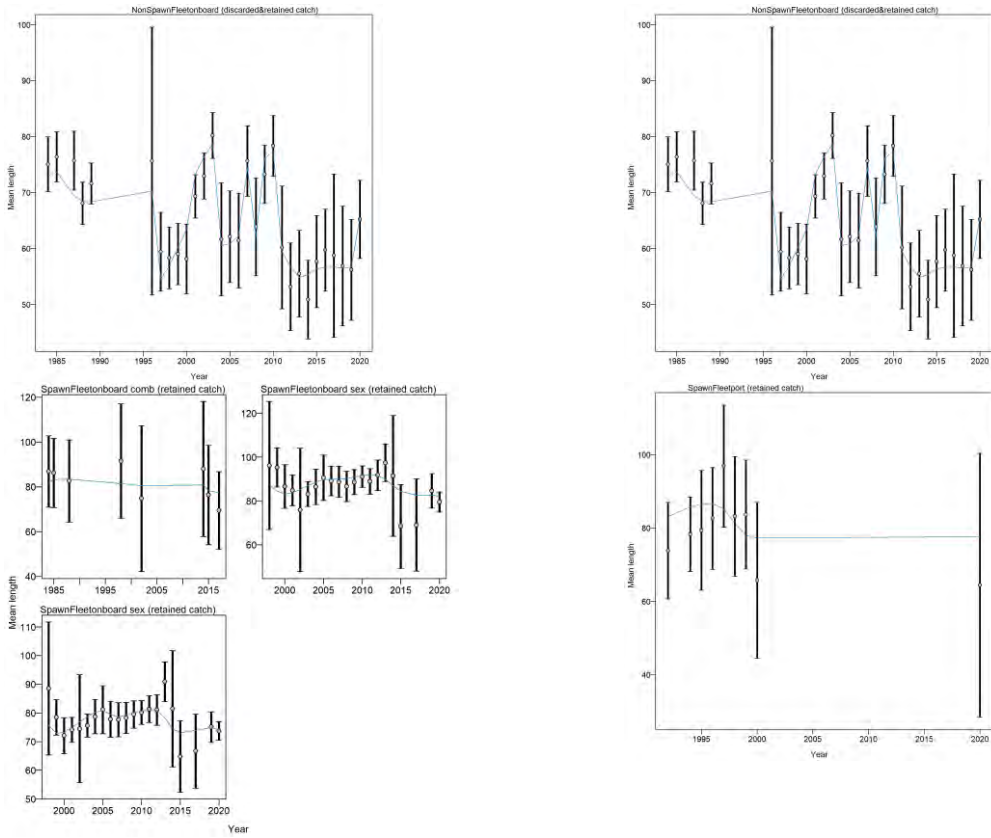 NonSpawnFleetonboard (discarded&retained catch)
Mean length
100
90
80
70
60
50
1985 1990 1995 2000 2005 2010 2015 2020
Year
NonSpawnFleetonboard (discarded&retained catch)
Mean length
100
90
80
70
60
50
1985 1990 1995 2000 2005 2010 2015 2020
Year
SpawnFleetonboard comb (retained catch)
120
100
80
60
40
1985 1995 2005 2015
SpawnFleetonboard sex (retained catch)
120
100
80
60
2000 2005 2010 2015 2020
Mean length
SpawnFleetonboard sex (retained catch)
110
100
90
80
70
60
50
2000 2005 2010 2015 2020
Year
SpawnFleetport (retained catch)
Mean length
100
80
60
40
1995 2000 2005 2010 2015 2020
Year